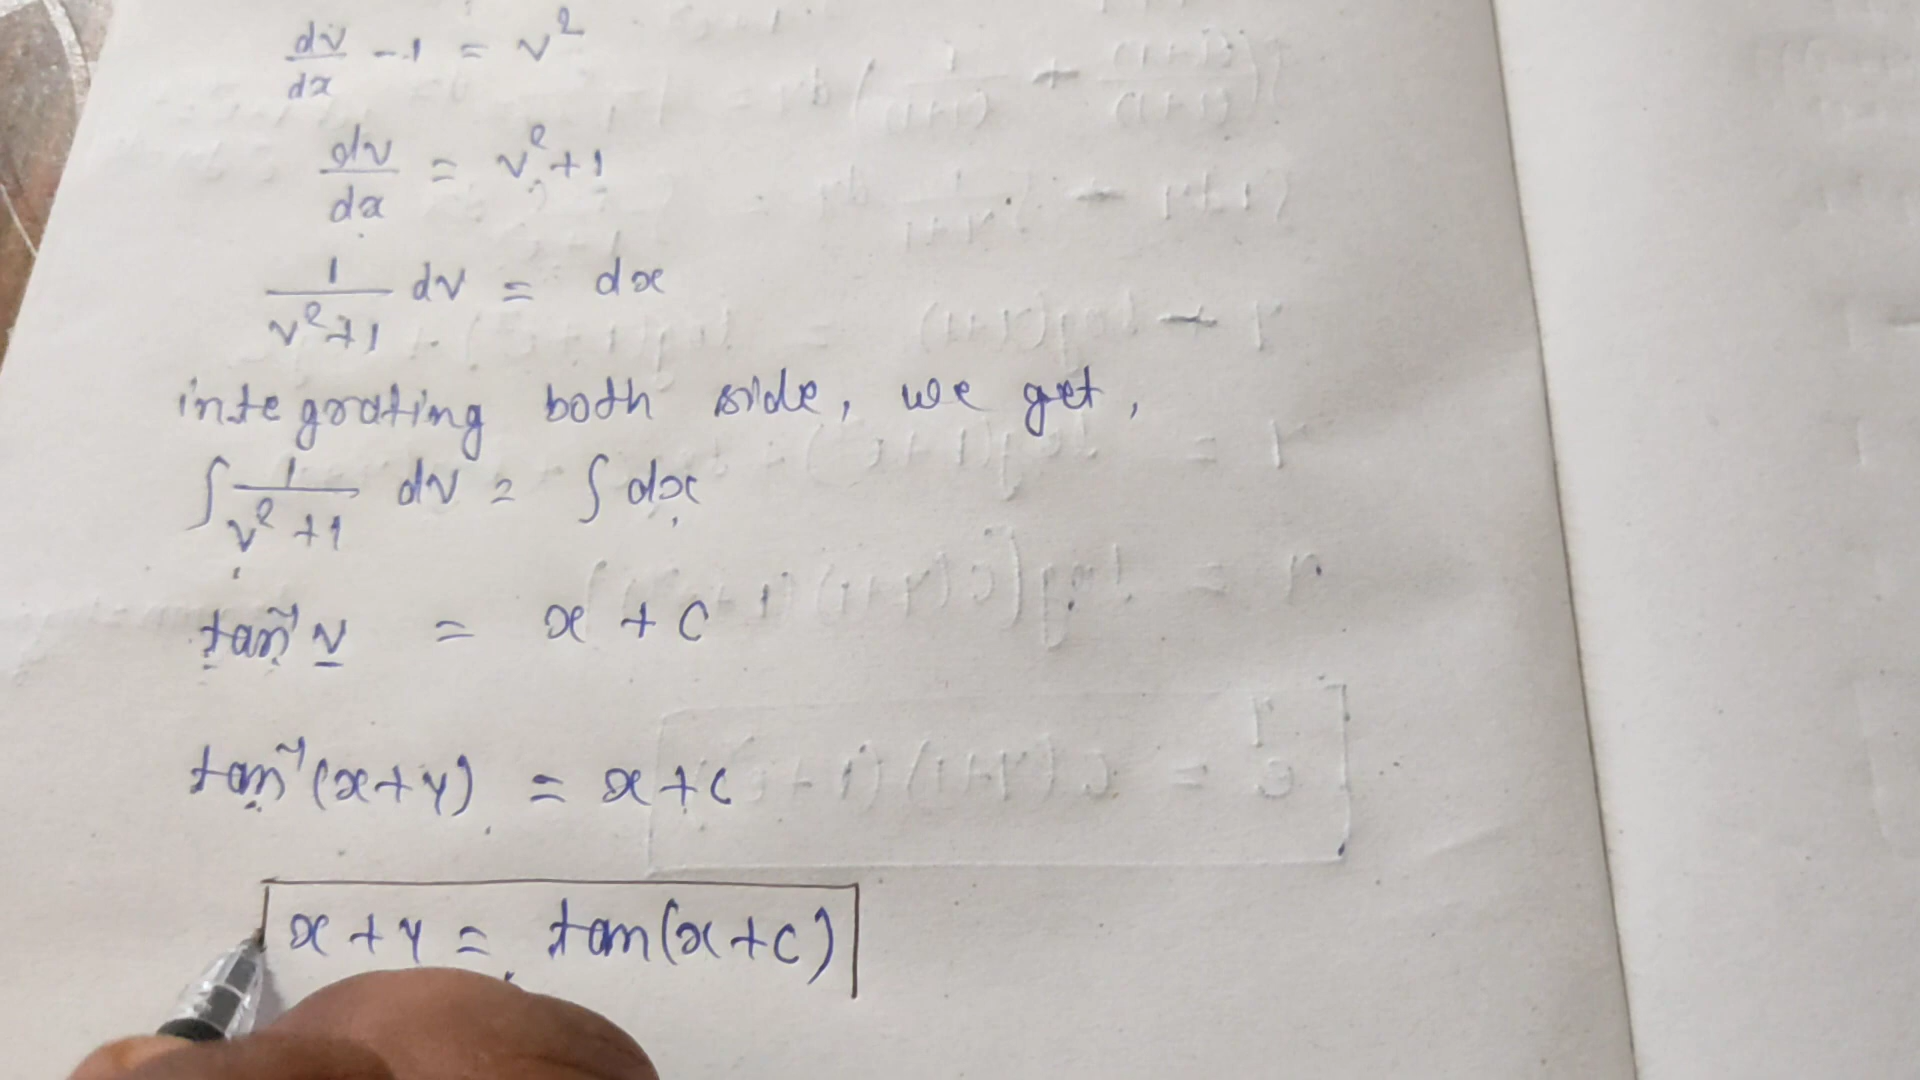 dv/dx - 1 = v²
dv/dx = v² + 1
1/(v² + 1) dv = dx
integrating both side, we get,
∫ 1/(v² + 1) dv = ∫ dx
tan⁻¹ v = x + c
tan⁻¹ (x + y) = x + c
x + y = tan(x + c)